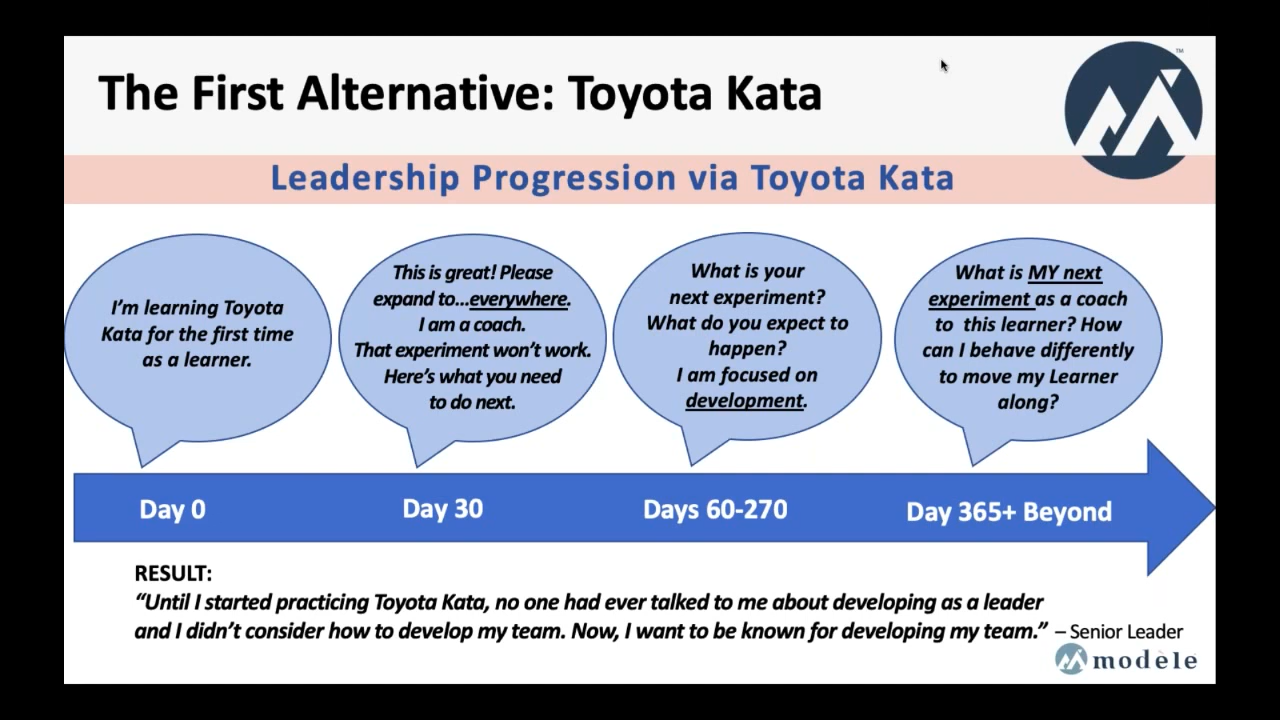 The First Alternative: Toyota Kata
TM
Leadership Progression via Toyota Kata
I'm learning Toyota
Kata for the first time
as a learner.
This is great! Please
expand to...everywhere.
I am a coach.
That experiment won't work.
Here's what you need
to do next.
What is your
next experiment?
What do you expect to
happen?
I am focused on
development.
What is MY next
experiment as a coach
to this learner? How
can I behave differently
to move my Learner
along?
Day 0
Day 30
Days 60-270
Day 365+ Beyond
RESULT:
“Until I started practicing Toyota Kata, no one had ever talked to me about developing as a leader
and I didn't consider how to develop my team. Now, I want to be known for developing my team.” – Senior Leader
modèle